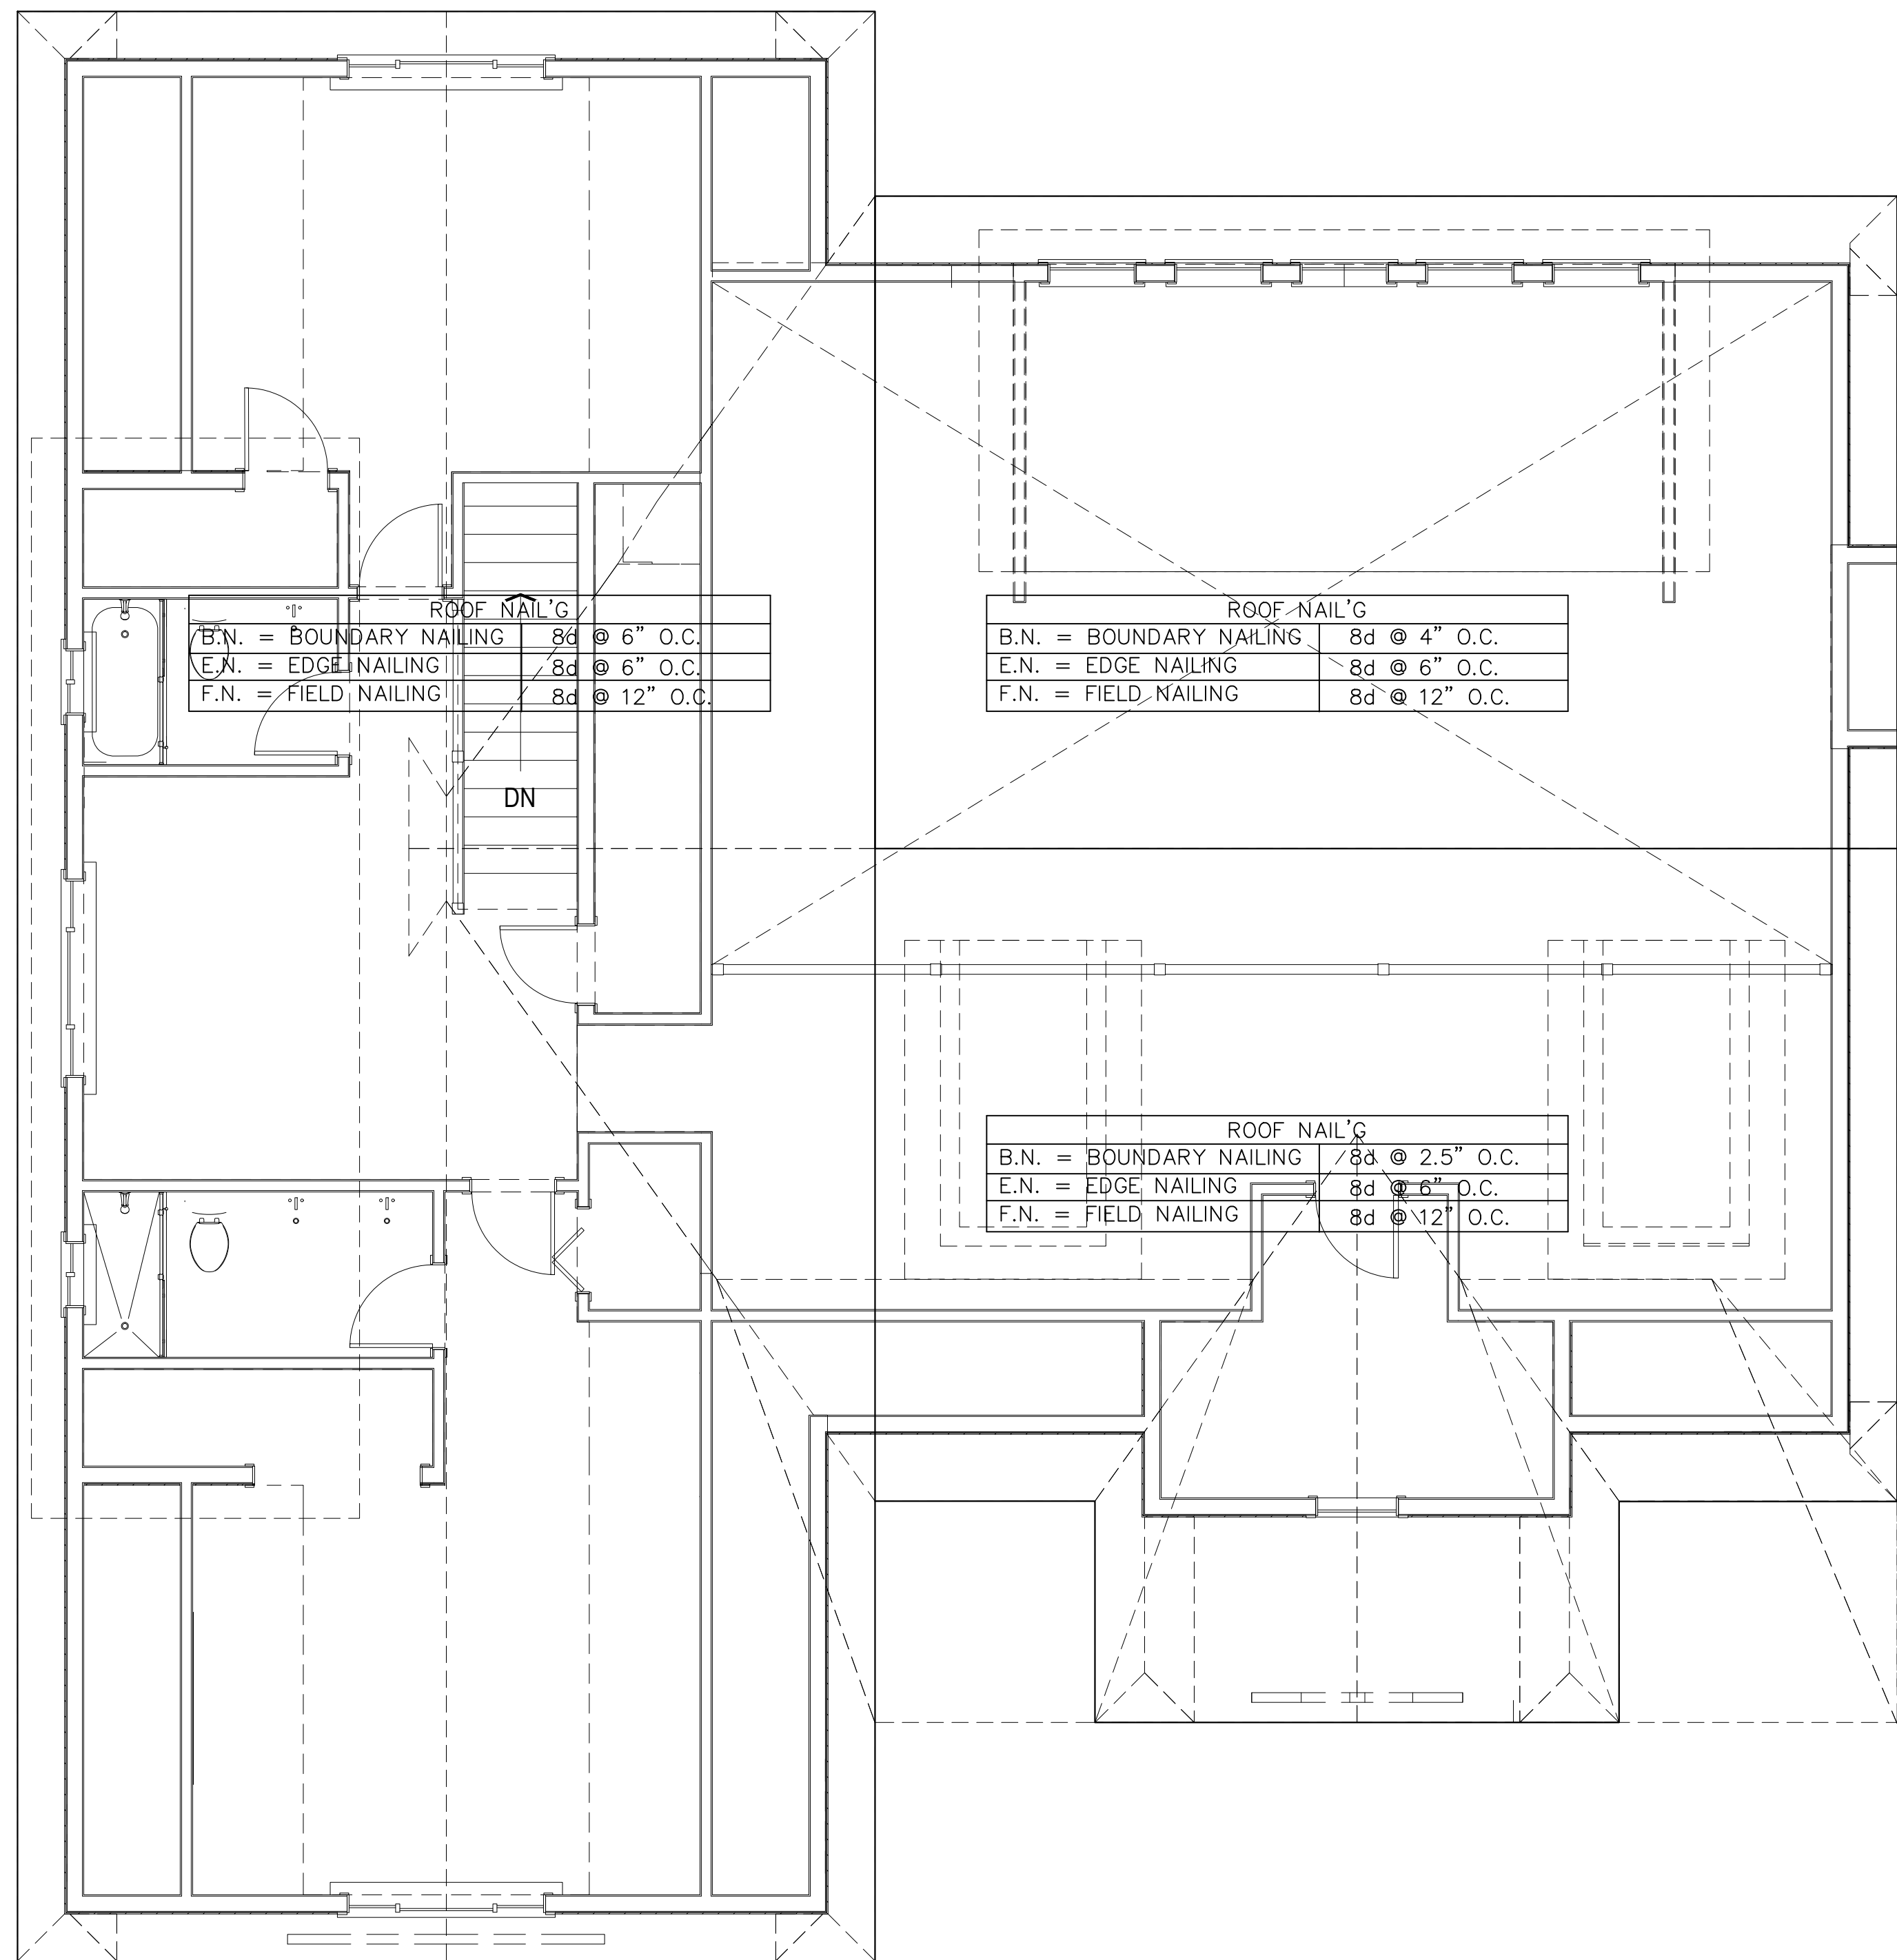 ROOF NAIL'G
B.N. = BOUNDARY NAILING 8d @ 6" O.C.
E.N. = EDGE NAILING 8d @ 6" O.C.
F.N. = FIELD NAILING 8d @ 12" O.C.
ROOF NAIL'G
B.N. = BOUNDARY NAILING 8d @ 4" O.C.
E.N. = EDGE NAILING 8d @ 6" O.C.
F.N. = FIELD NAILING 8d @ 12" O.C.
DN
ROOF NAIL'G
B.N. = BOUNDARY NAILING 8d @ 2.5" O.C.
E.N. = EDGE NAILING 8d @ 6" O.C.
F.N. = FIELD NAILING 8d @ 12" O.C.